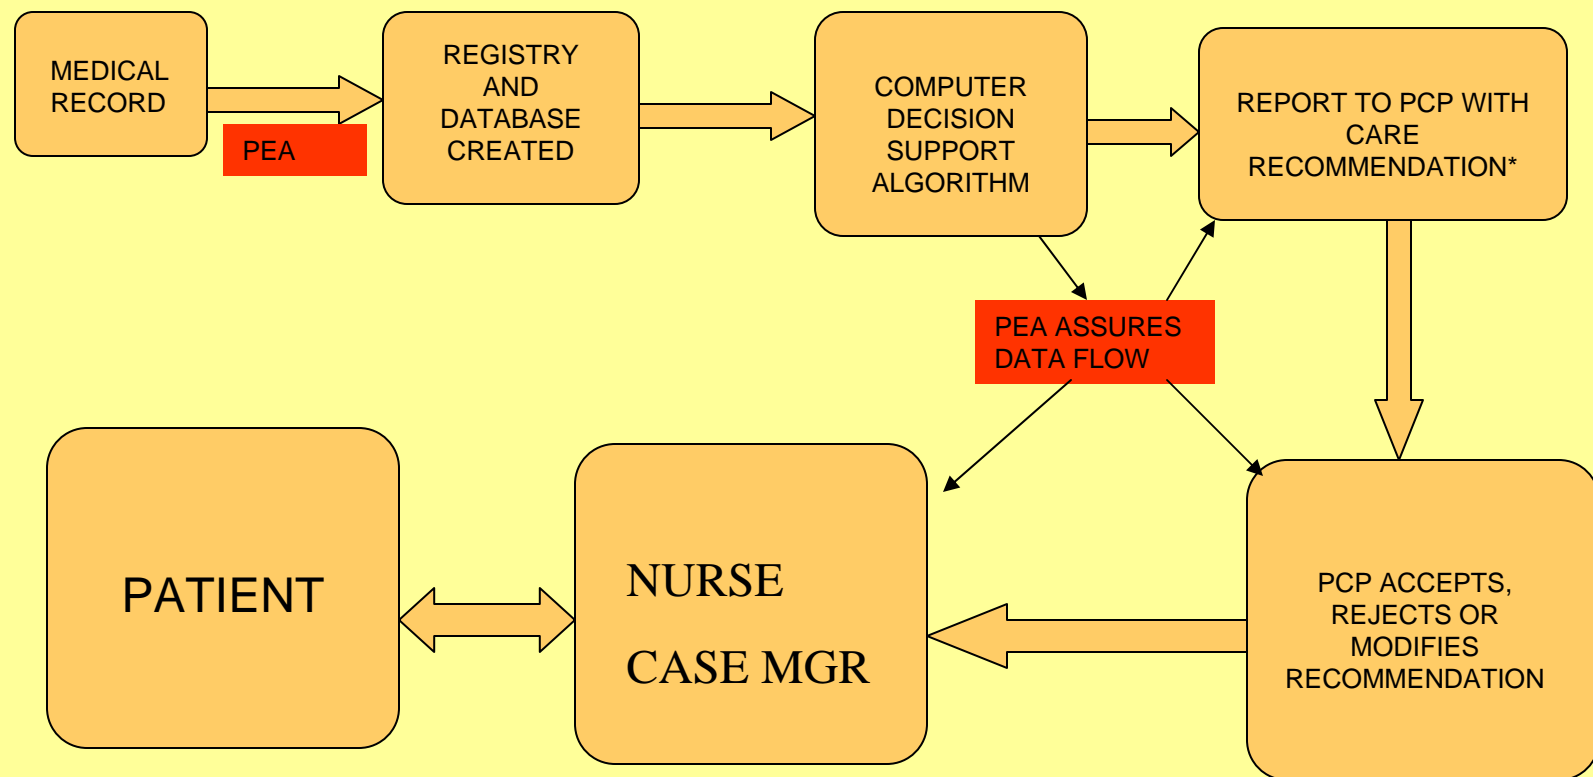 MEDICAL
RECORD
PEA
REGISTRY
AND
DATABASE
CREATED
COMPUTER
DECISION
SUPPORT
ALGORITHM
REPORT TO PCP WITH
CARE
RECOMMENDATION*
PEA ASSURES
DATA FLOW
PATIENT
NURSE
CASE MGR
PCP ACCEPTS,
REJECTS OR
MODIFIES
RECOMMENDATION